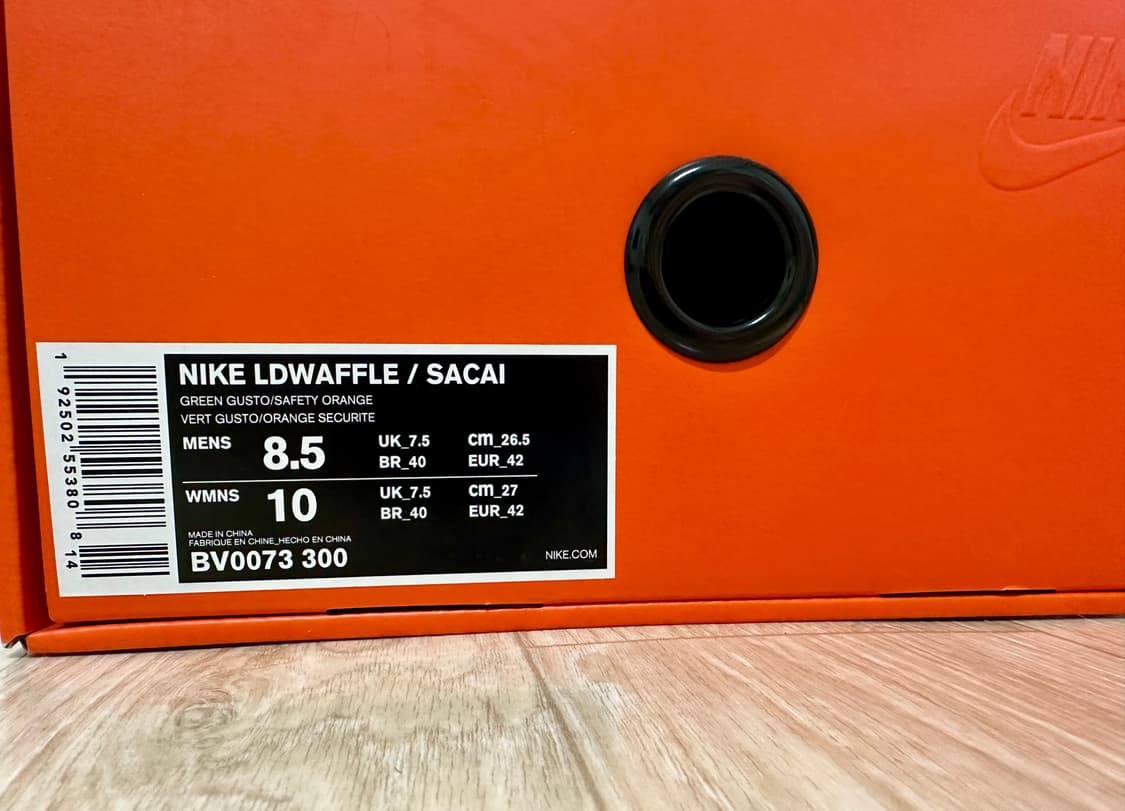 NIKE
NIKE LDWAFFLE / SACAI
GREEN GUSTO/SAFETY ORANGE
VERT GUSTO/ORANGE SECURITE
MENS 8.5 UK_7.5 cm_26.5
BR_40 EUR_42
WMNS 10 UK_7.5 cm_27
BR_40 EUR_42
MADE IN CHINA
FABRIQUE EN CHINE_HECHO EN CHINA
BV0073 300
NIKE.COM
1 92502 55380 8 14